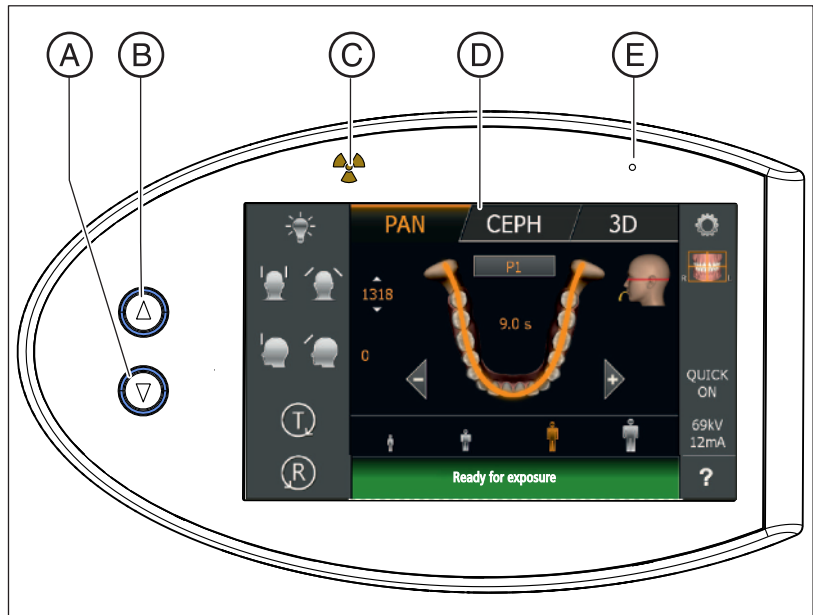 A B C D E
PAN CEPH 3D
P1
R L
1318
9.0 s
0
- +
QUICK
ON
69kV
12mA
T
R
Ready for exposure
?